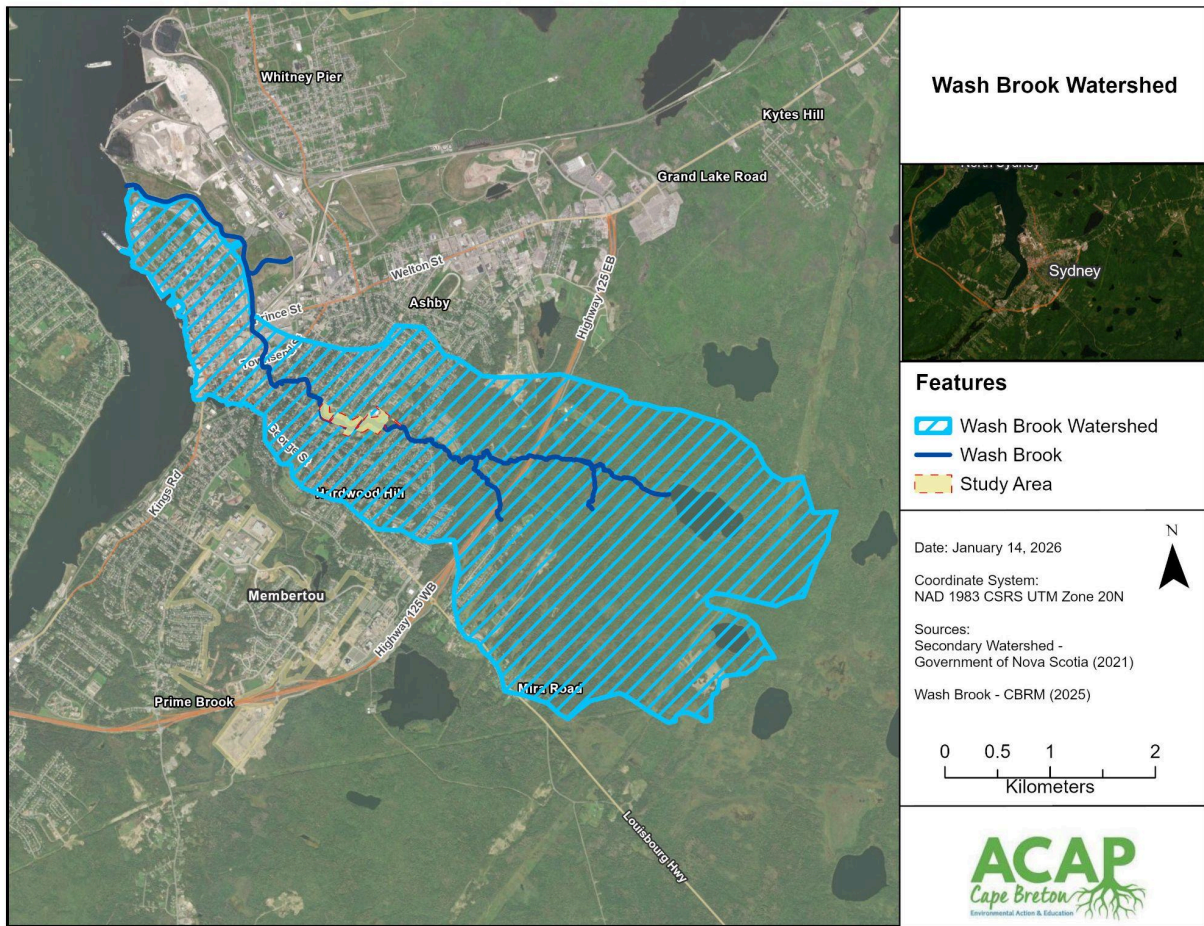 Whitney Pier
Kytes Hill
Grand Lake Road
Welton St
Ashby
Highway 125 EB
Prince St
George St
Hardwood Hill
Kings Rd
Membertou
Highway 125 WB
Prime Brook
Mira Road
Louisbourg Hwy
Wash Brook Watershed
North Sydney
Sydney
Features
Wash Brook Watershed
Wash Brook
Study Area
Date: January 14, 2026
N
Coordinate System:
NAD 1983 CSRS UTM Zone 20N
Sources:
Secondary Watershed -
Government of Nova Scotia (2021)
Wash Brook - CBRM (2025)
0 0.5 1 2
Kilometers
ACAP
Cape Breton
Environmental Action & Education